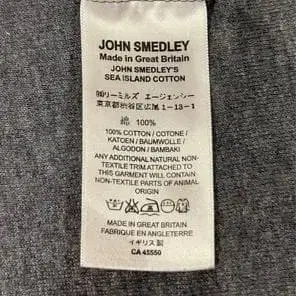 JOHN SMEDLEY
Made in Great Britain
JOHN SMEDLEY'S
SEA ISLAND COTTON
㈲リーミルズ エージェンシー
東京都渋谷区広尾 1-13-1
綿 100%
100% COTTON / COTONE /
KATOEN / BAUMWOLLE /
ALGODON / BAMBAKI
ANY ADDITIONAL NATURAL NON-
TEXTILE TRIM ATTACHED TO
THIS GARMENT WILL CONTAIN
NON-TEXTILE PARTS OF ANIMAL
ORIGIN
MADE IN GREAT BRITAIN
FABRIQUE EN ANGLETERRE
イギリス製
CA 45550